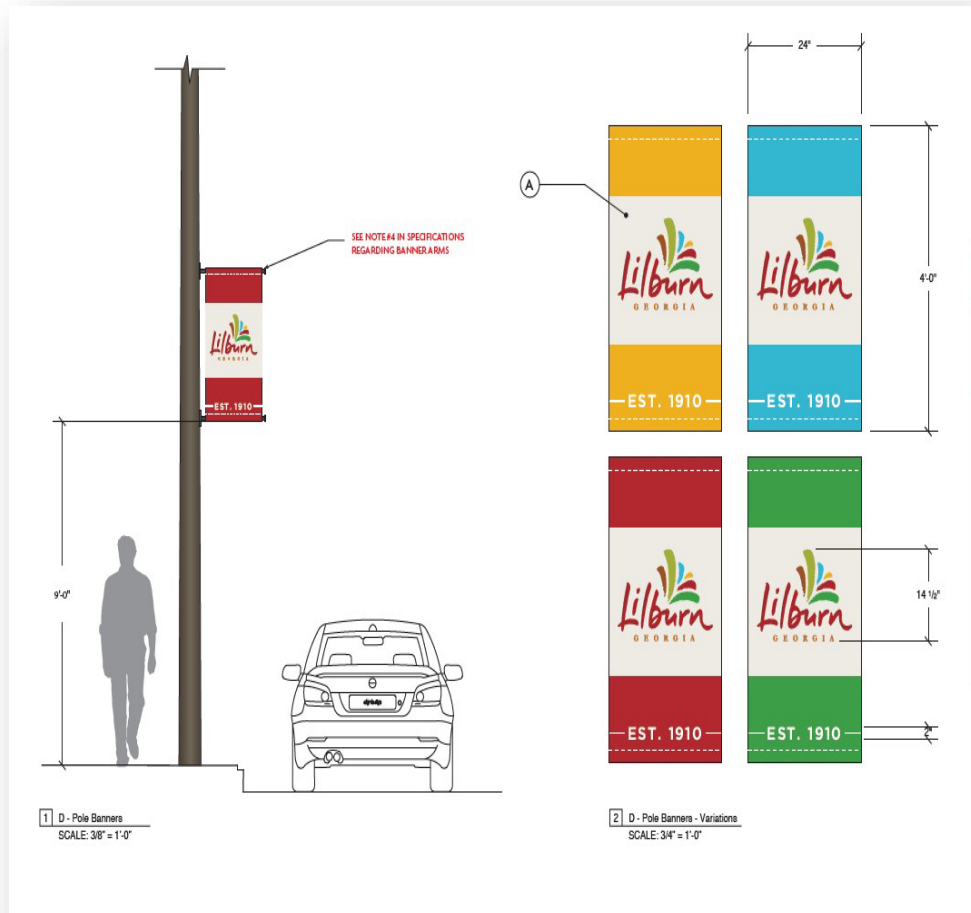 SEE NOTE #4 IN SPECIFICATIONS
REGARDING BANNER ARMS
Lilburn
GEORGIA
EST. 1910
9'-0"
1 D - Pole Banners
SCALE: 3/8" = 1'-0"
24"
A
Lilburn
GEORGIA
EST. 1910
Lilburn
GEORGIA
EST. 1910
4'-0"
Lilburn
GEORGIA
EST. 1910
Lilburn
GEORGIA
EST. 1910
14 1/2"
2"
2 D - Pole Banners - Variations
SCALE: 3/4" = 1'-0"